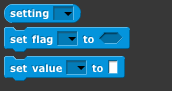 setting
set flag to
set value to